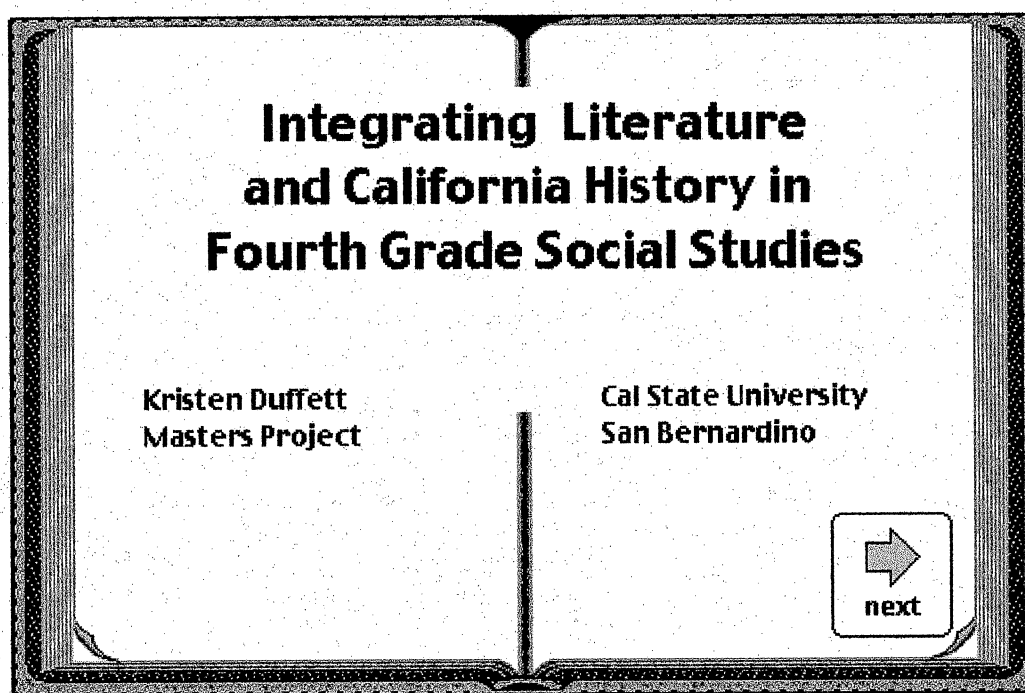 Integrating Literature
and California History in
Fourth Grade Social Studies
Kristen Duffett
Masters Project
Cal State University
San Bernardino
next